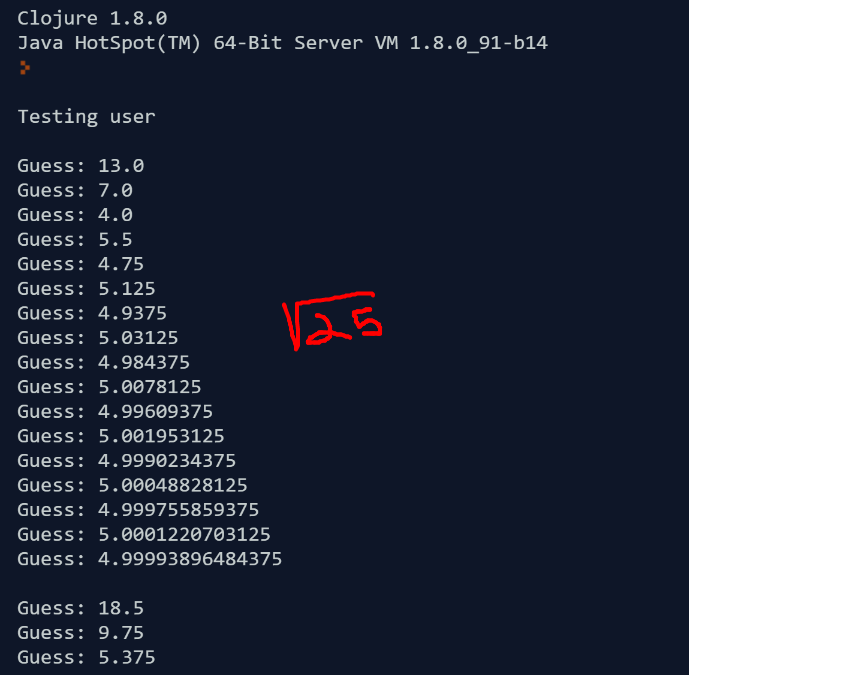 Clojure 1.8.0
Java HotSpot(TM) 64-Bit Server VM 1.8.0_91-b14
>
Testing user
Guess: 13.0
Guess: 7.0
Guess: 4.0
Guess: 5.5
Guess: 4.75
Guess: 5.125
Guess: 4.9375
Guess: 5.03125
√25
Guess: 4.984375
Guess: 5.0078125
Guess: 4.99609375
Guess: 5.001953125
Guess: 4.9990234375
Guess: 5.00048828125
Guess: 4.999755859375
Guess: 5.0001220703125
Guess: 4.99993896484375
Guess: 18.5
Guess: 9.75
Guess: 5.375